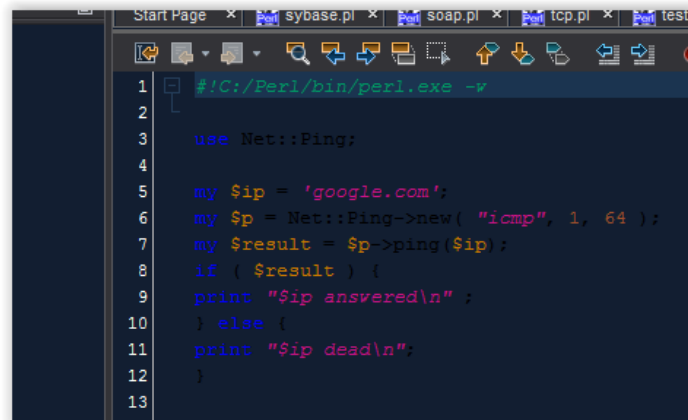 Start Page sybase.pl soap.pl tcp.pl test
1 #!C:/Perl/bin/perl.exe -w
2
3 use Net::Ping;
4
5 my $ip = 'google.com';
6 my $p = Net::Ping->new( "icmp", 1, 64 );
7 my $result = $p->ping($ip);
8 if ( $result ) {
9 print "$ip answered\n" ;
10 } else {
11 print "$ip dead\n";
12 }
13